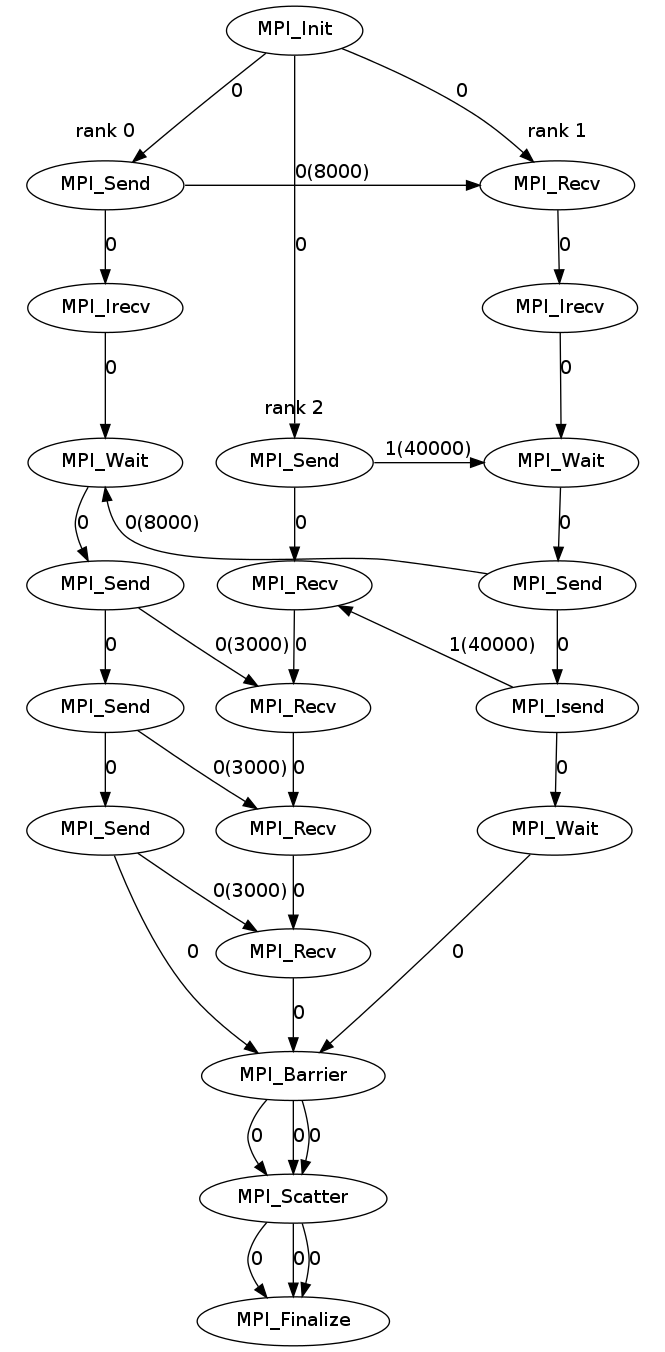 MPI_Init
0
0
0
rank 0
rank 1
MPI_Send
0(8000)
MPI_Recv
0
0
0
MPI_Irecv
MPI_Irecv
0
0
rank 2
MPI_Wait
MPI_Send
1(40000)
MPI_Wait
0
0(8000)
0
0
MPI_Send
MPI_Recv
MPI_Send
0
0(3000)
0
1(40000)
0
MPI_Send
MPI_Recv
MPI_Isend
0
0(3000)
0
0
MPI_Send
MPI_Recv
MPI_Wait
0(3000)
0
0
MPI_Recv
0
0
MPI_Barrier
0
0
0
MPI_Scatter
0
0
0
MPI_Finalize